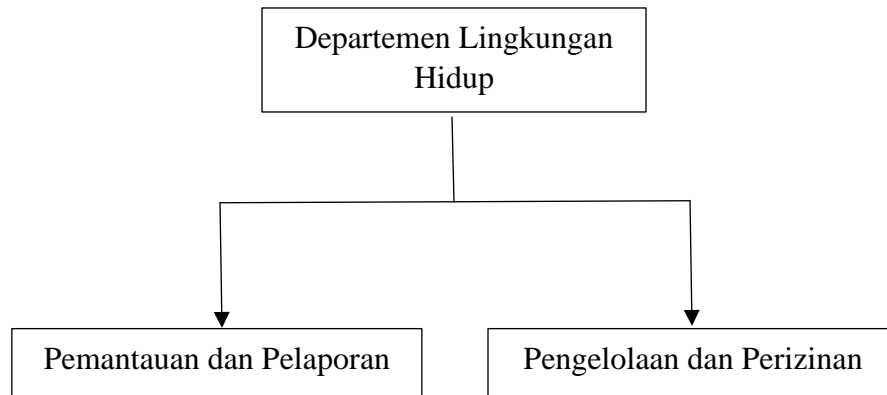 Departemen Lingkungan
Hidup
Pemantauan dan Pelaporan
Pengelolaan dan Perizinan